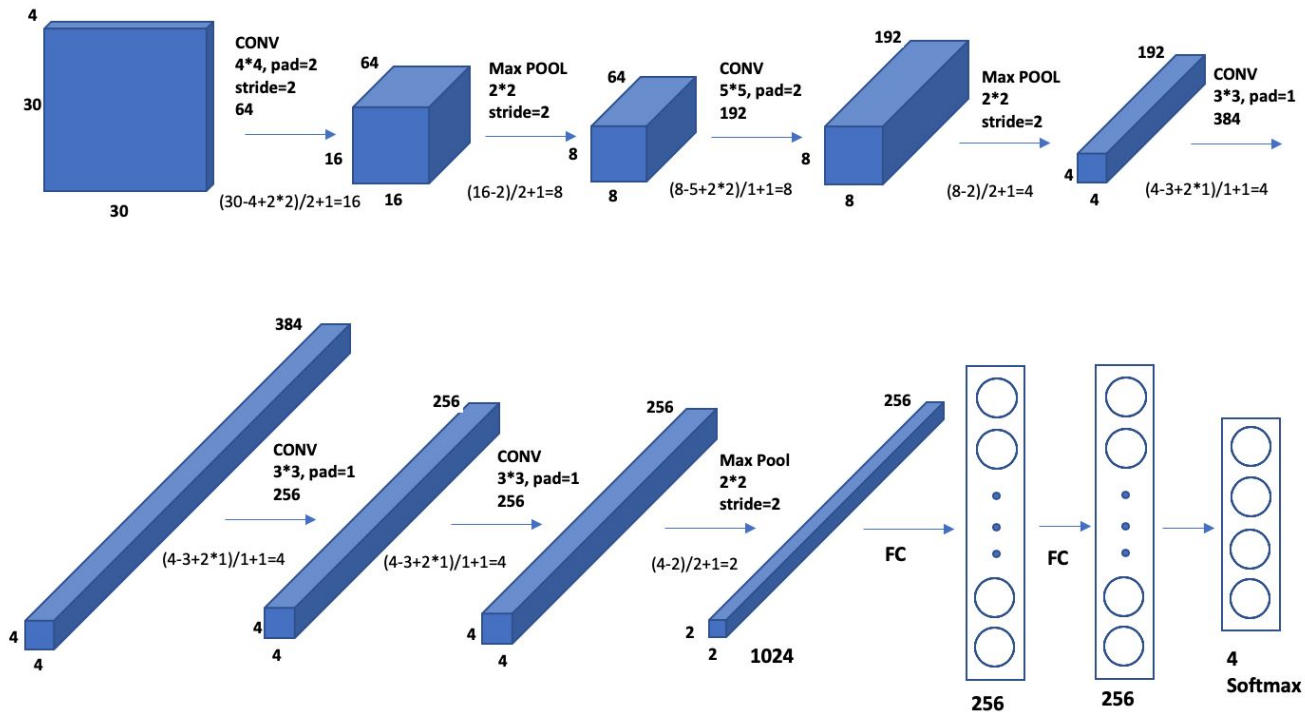 4
30
30
CONV
4*4, pad=2
stride=2
64
(30-4+2*2)/2+1=16
64
16
16
Max POOL
2*2
stride=2
(16-2)/2+1=8
64
8
8
CONV
5*5, pad=2
192
(8-5+2*2)/1+1=8
192
8
8
Max POOL
2*2
stride=2
(8-2)/2+1=4
192
4
4
CONV
3*3, pad=1
384
(4-3+2*1)/1+1=4
384
4
4
CONV
3*3, pad=1
256
(4-3+2*1)/1+1=4
256
4
4
CONV
3*3, pad=1
256
(4-3+2*1)/1+1=4
256
4
4
Max Pool
2*2
stride=2
(4-2)/2+1=2
256
2
2
1024
FC
256
FC
256
4
Softmax